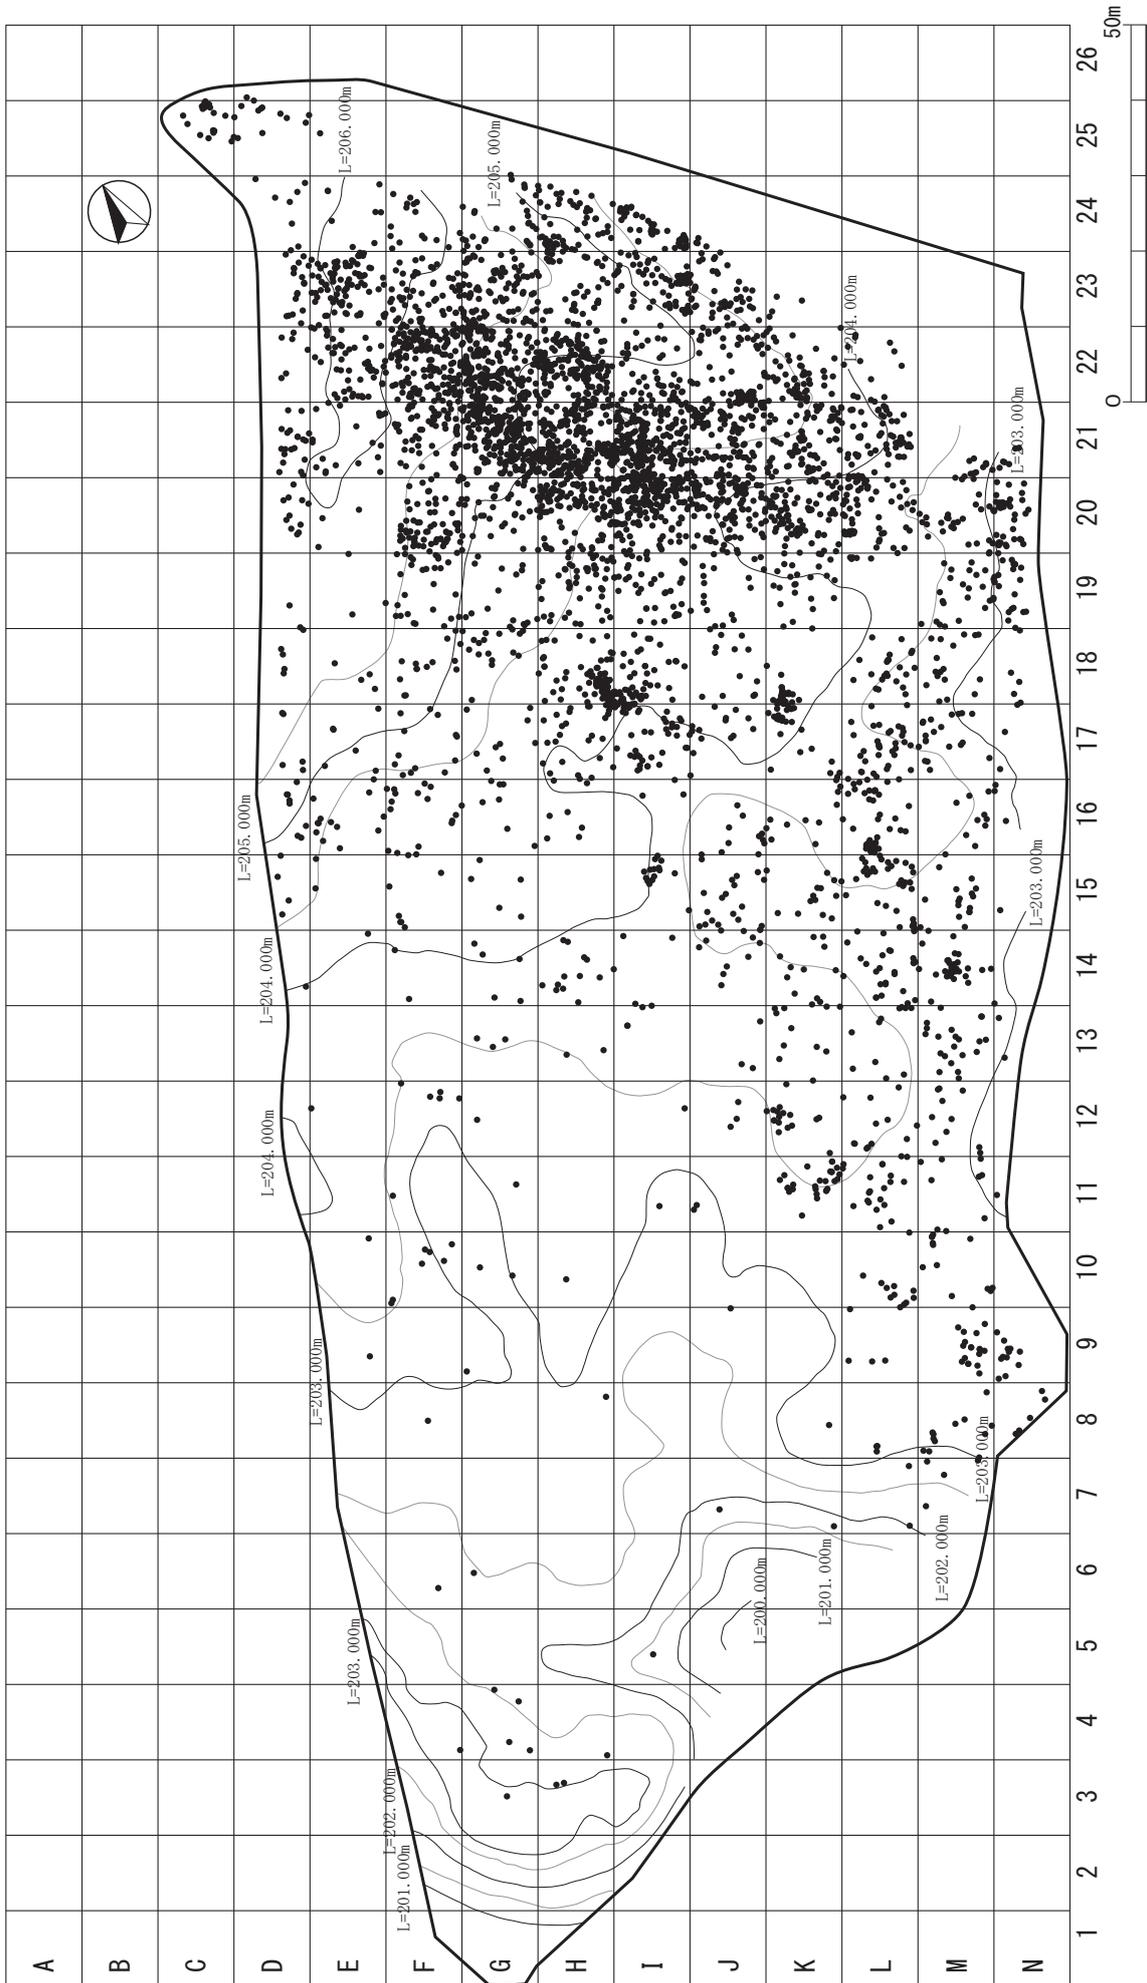 50m
0
26
25
24
23
22
21
20
19
18
17
16
15
14
13
12
11
10
9
8
7
6
5
4
3
2
1
A
B
C
D
E
F
G
H
I
J
K
L
M
N
L=206.000m
L=205.000m
L=204.000m
L=203.000m
L=205.000m
L=203.000m
L=204.000m
L=204.000m
L=203.000m
L=203.000m
L=202.000m
L=201.000m
L=200.000m
L=203.000m
L=202.000m
L=201.000m